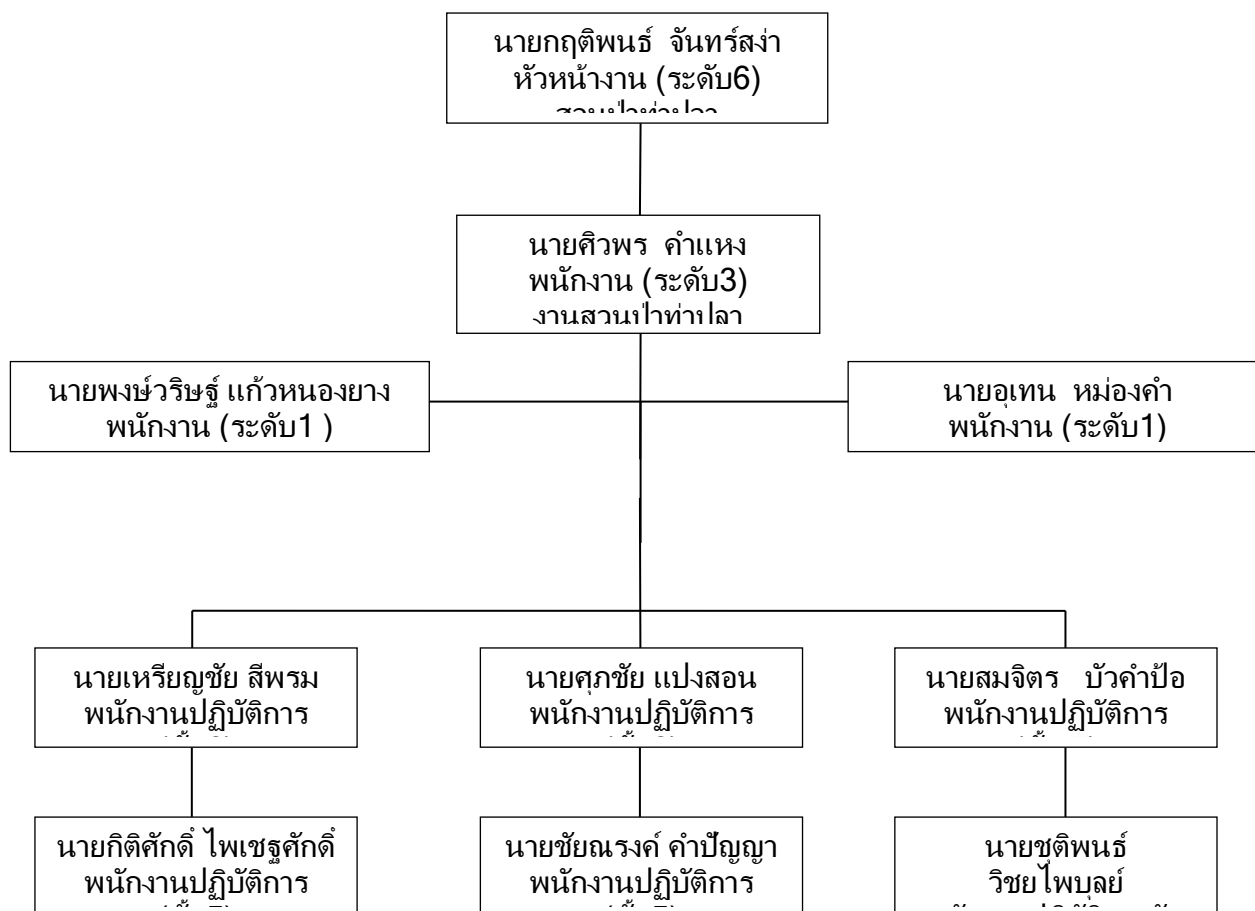 นายกฤติพนธ์ จันทร์สง่า
หัวหน้างาน (ระดับ6)
สวนป่าท่าปลา
นายศิวพร คำแหง
พนักงาน (ระดับ3)
งานสวนป่าท่าปลา
นายพงษ์วริษฐ์ แก้วหนองยาง
พนักงาน (ระดับ1 )
นายอุเทน หม่องคำ
พนักงาน (ระดับ1)
นายเหรียญชัย สีพรม
พนักงานปฏิบัติการ
นายศุภชัย แปงสอน
พนักงานปฏิบัติการ
นายสมจิตร บัวคำป้อ
พนักงานปฏิบัติการ
นายกิติศักดิ์ ไพเชฐศักดิ์
พนักงานปฏิบัติการ
นายชัยณรงค์ คำปัญญา
พนักงานปฏิบัติการ
นายชุติพนธ์
วิชยไพบุลย์